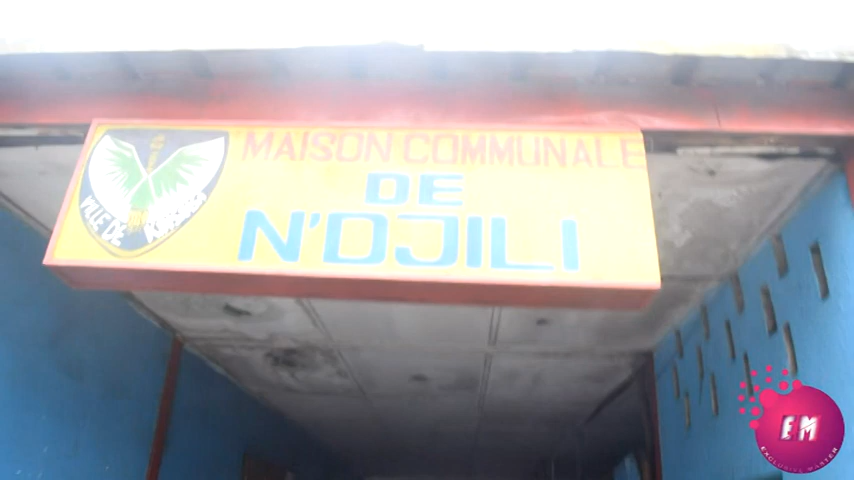 MAISON COMMUNALE
DE
N'DJILI
VILLE DE KINSHASA
EM
EXCLUSIVE MASTER